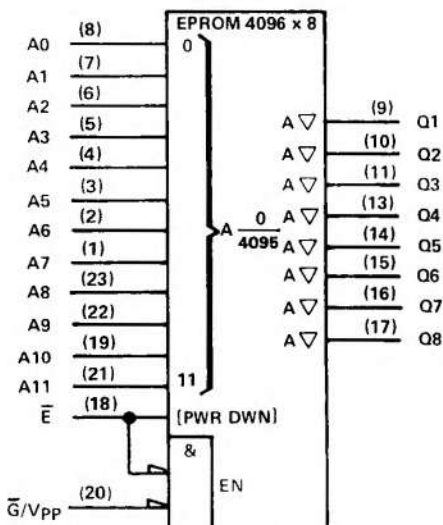 EPROM 4096 x 8
A0 (8) 0
A1 (7)
A2 (6)
A3 (5)
A4 (4)
A5 (3)
A6 (2)
A7 (1)
A8 (23)
A9 (22)
A10 (19)
A11 (21) 11
A 0/4095
A ▽ (9) Q1
A ▽ (10) Q2
A ▽ (11) Q3
A ▽ (13) Q4
A ▽ (14) Q5
A ▽ (15) Q6
A ▽ (16) Q7
A ▽ (17) Q8
E̅ (18) [PWR DWN]
&
EN
G̅/VPP (20)